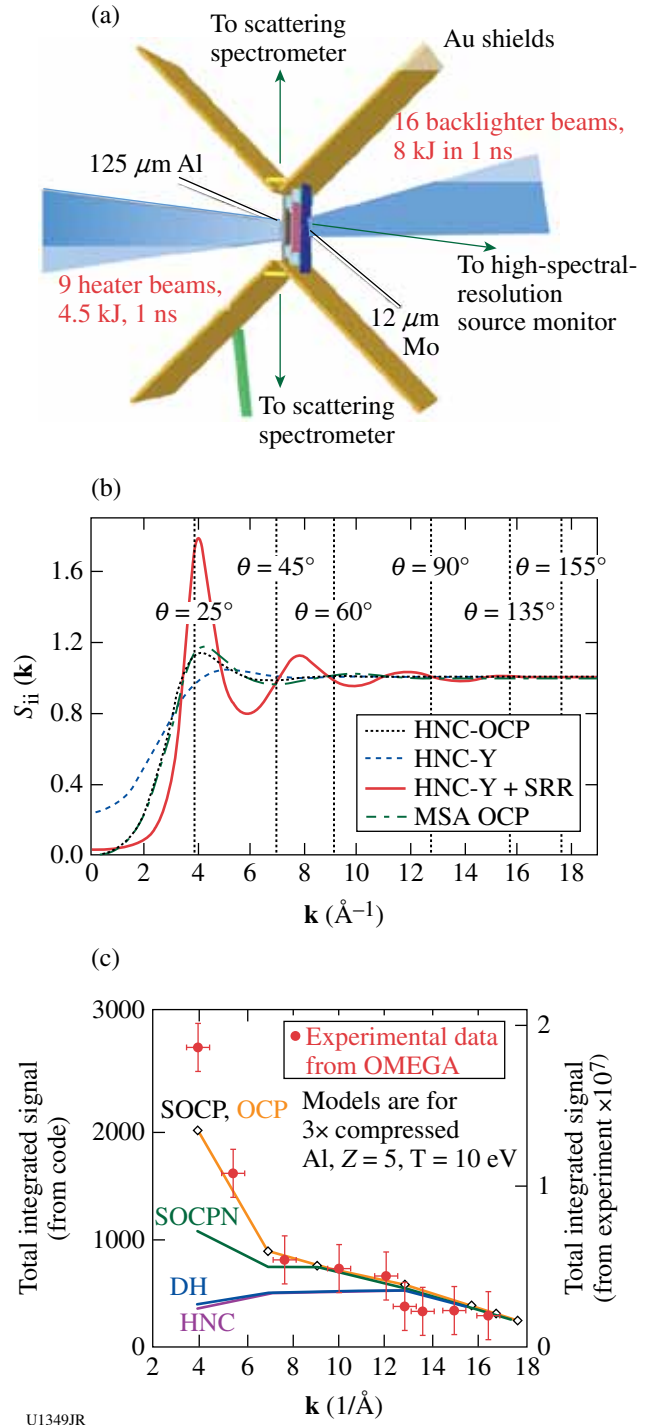 (a)
To scattering
spectrometer
Au shields
16 backlighter beams,
8 kJ in 1 ns
125 μm Al
9 heater beams,
4.5 kJ, 1 ns
To high-spectral-
resolution
source monitor
12 μm
Mo
To scattering
spectrometer
(b)
1.6
1.2
0.8
0.4
0.0
S_ii (k)
θ = 45°
θ = 90°
θ = 155°
θ = 25°
θ = 60°
θ = 135°
HNC-OCP
HNC-Y
HNC-Y + SRR
MSA OCP
0 2 4 6 8 10 12 14 16 18
k (Å⁻¹)
(c)
3000
2000
1000
0
Total integrated signal
(from code)
Experimental data
from OMEGA
SOCP, OCP
Models are for
3× compressed
Al, Z = 5, T = 10 eV
SOCPN
DH
HNC
2
1
0
Total integrated signal
(from experiment ×10⁷)
2 4 6 8 10 12 14 16 18
k (1/Å)
U1349JR